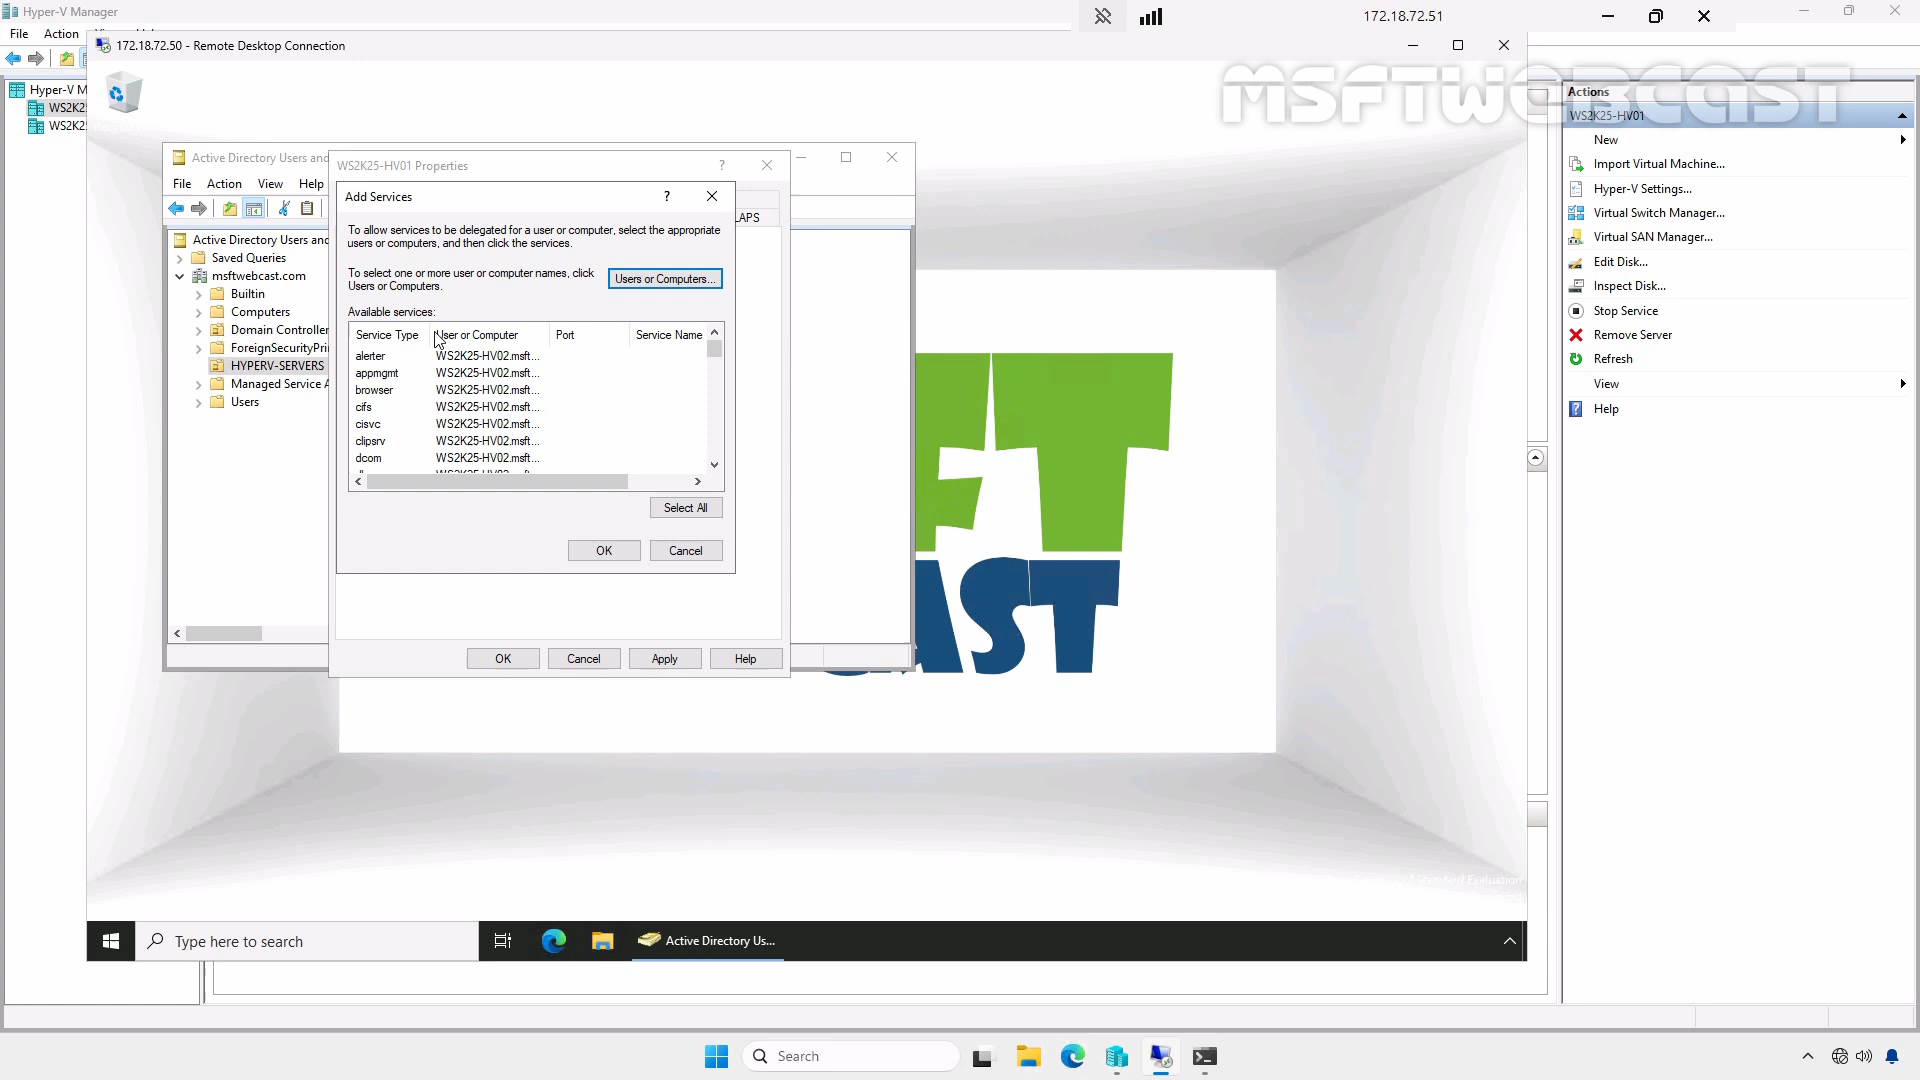 Hyper-V Manager
172.18.72.51
File Action
172.18.72.50 - Remote Desktop Connection
MSFTWEBCAST
Hyper-V M
WS2K2
WS2K2
Active Directory Users and
File Action View Help
Active Directory Users and
Saved Queries
msftwebcast.com
Builtin
Computers
Domain Controller
ForeignSecurityPri
HYPERV-SERVERS
Managed Service A
Users
WS2K25-HV01 Properties
LAPS
Add Services
To allow services to be delegated for a user or computer, select the appropriate
users or computers, and then click the services.
To select one or more user or computer names, click
Users or Computers.
Users or Computers...
Available services:
Service Type User or Computer Port Service Name
alerter WS2K25-HV02.msft...
appmgmt WS2K25-HV02.msft...
browser WS2K25-HV02.msft...
cifs WS2K25-HV02.msft...
cisvc WS2K25-HV02.msft...
clipsrv WS2K25-HV02.msft...
dcom WS2K25-HV02.msft...
Select All
OK Cancel
OK Cancel Apply Help
FT
CAST
Standard Evaluation
Type here to search
Active Directory Us...
Actions
WS2K25-HV01
New
Import Virtual Machine...
Hyper-V Settings...
Virtual Switch Manager...
Virtual SAN Manager...
Edit Disk...
Inspect Disk...
Stop Service
Remove Server
Refresh
View
Help
Search